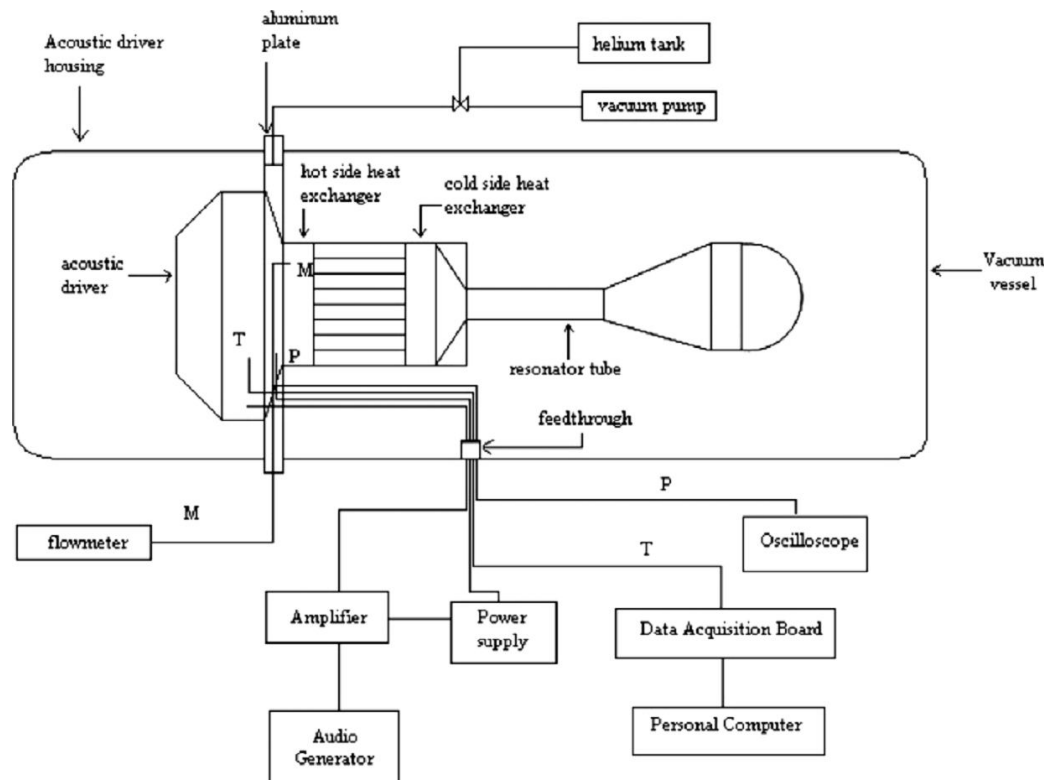 Acoustic driver
housing
aluminum
plate
helium tank
vacuum pump
hot side heat
exchanger
cold side heat
exchanger
acoustic
driver
M
Vacuum
vessel
T
P
resonator tube
feedthrough
M
P
flowmeter
Oscilloscope
T
Amplifier
Power
supply
Data Acquisition Board
Audio
Generator
Personal Computer